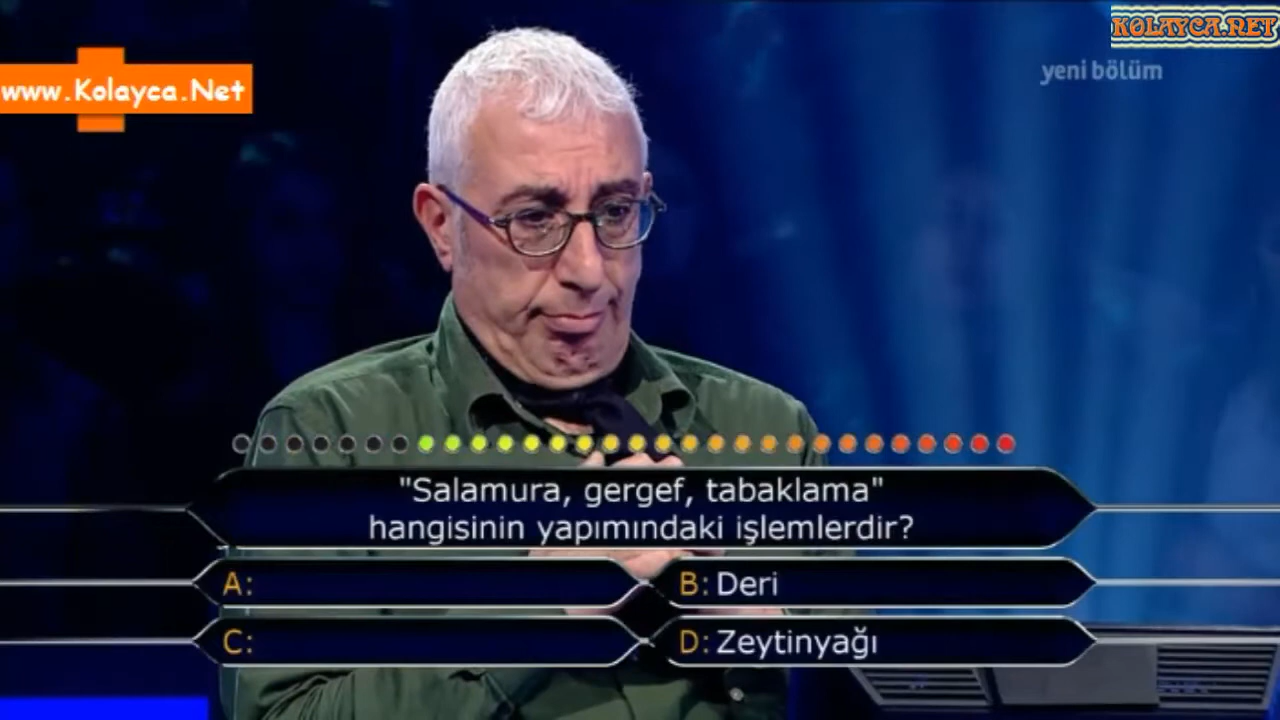 KOLAYCA.NET
yeni bölüm
www.Kolayca.Net
"Salamura, gergef, tabaklama"
hangisinin yapımındaki işlemlerdir?
A:
B: Deri
C:
D: Zeytinyağı